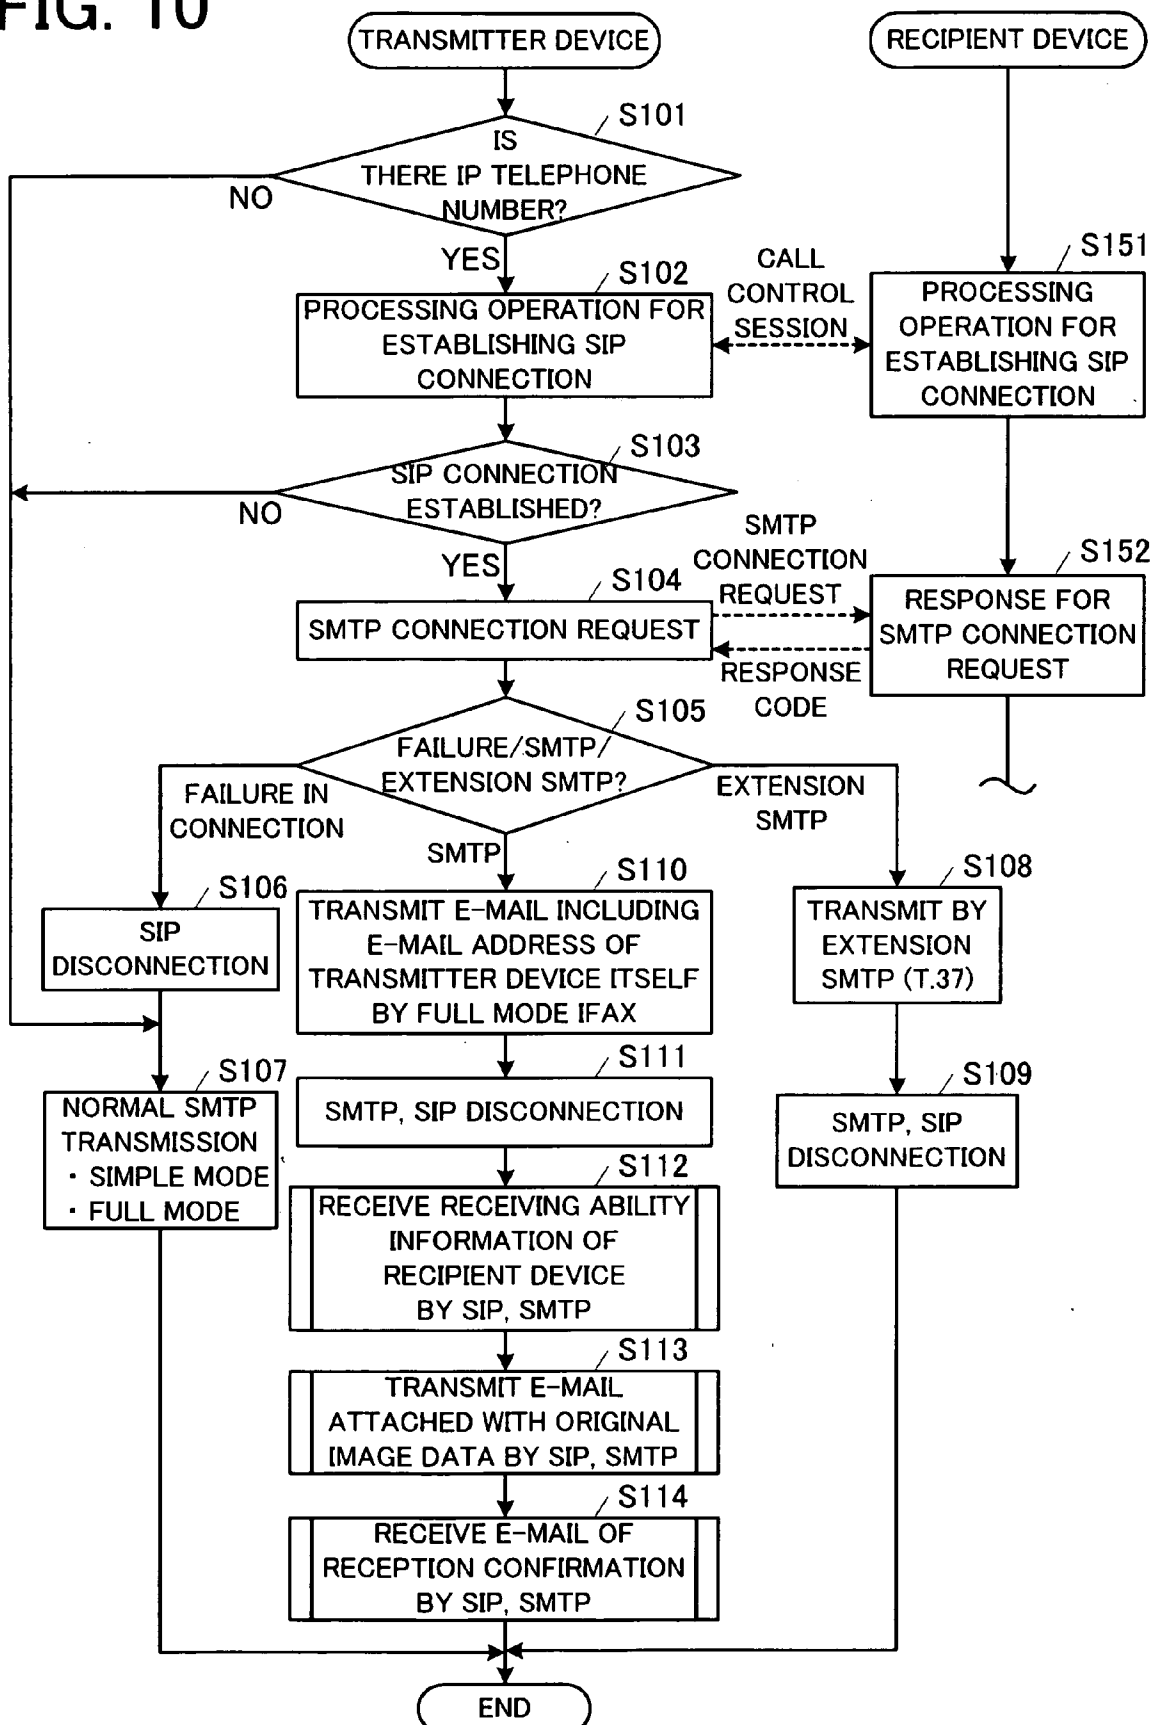 FIG. 10
TRANSMITTER DEVICE
RECIPIENT DEVICE
S101
IS
THERE IP TELEPHONE
NUMBER?
NO
YES
S102
PROCESSING OPERATION FOR
ESTABLISHING SIP
CONNECTION
CALL
CONTROL
SESSION
S151
PROCESSING
OPERATION FOR
ESTABLISHING SIP
CONNECTION
S103
SIP CONNECTION
ESTABLISHED?
NO
YES
S104
SMTP CONNECTION REQUEST
SMTP
CONNECTION
REQUEST
RESPONSE
CODE
S152
RESPONSE FOR
SMTP CONNECTION
REQUEST
S105
FAILURE/SMTP/
EXTENSION SMTP?
FAILURE IN
CONNECTION
SMTP
EXTENSION
SMTP
S106
SIP
DISCONNECTION
S110
TRANSMIT E-MAIL INCLUDING
E-MAIL ADDRESS OF
TRANSMITTER DEVICE ITSELF
BY FULL MODE IFAX
S108
TRANSMIT BY
EXTENSION
SMTP (T.37)
S107
NORMAL SMTP
TRANSMISSION
・ SIMPLE MODE
・ FULL MODE
S111
SMTP, SIP DISCONNECTION
S109
SMTP, SIP
DISCONNECTION
S112
RECEIVE RECEIVING ABILITY
INFORMATION OF
RECIPIENT DEVICE
BY SIP, SMTP
S113
TRANSMIT E-MAIL
ATTACHED WITH ORIGINAL
IMAGE DATA BY SIP, SMTP
S114
RECEIVE E-MAIL OF
RECEPTION CONFIRMATION
BY SIP, SMTP
END